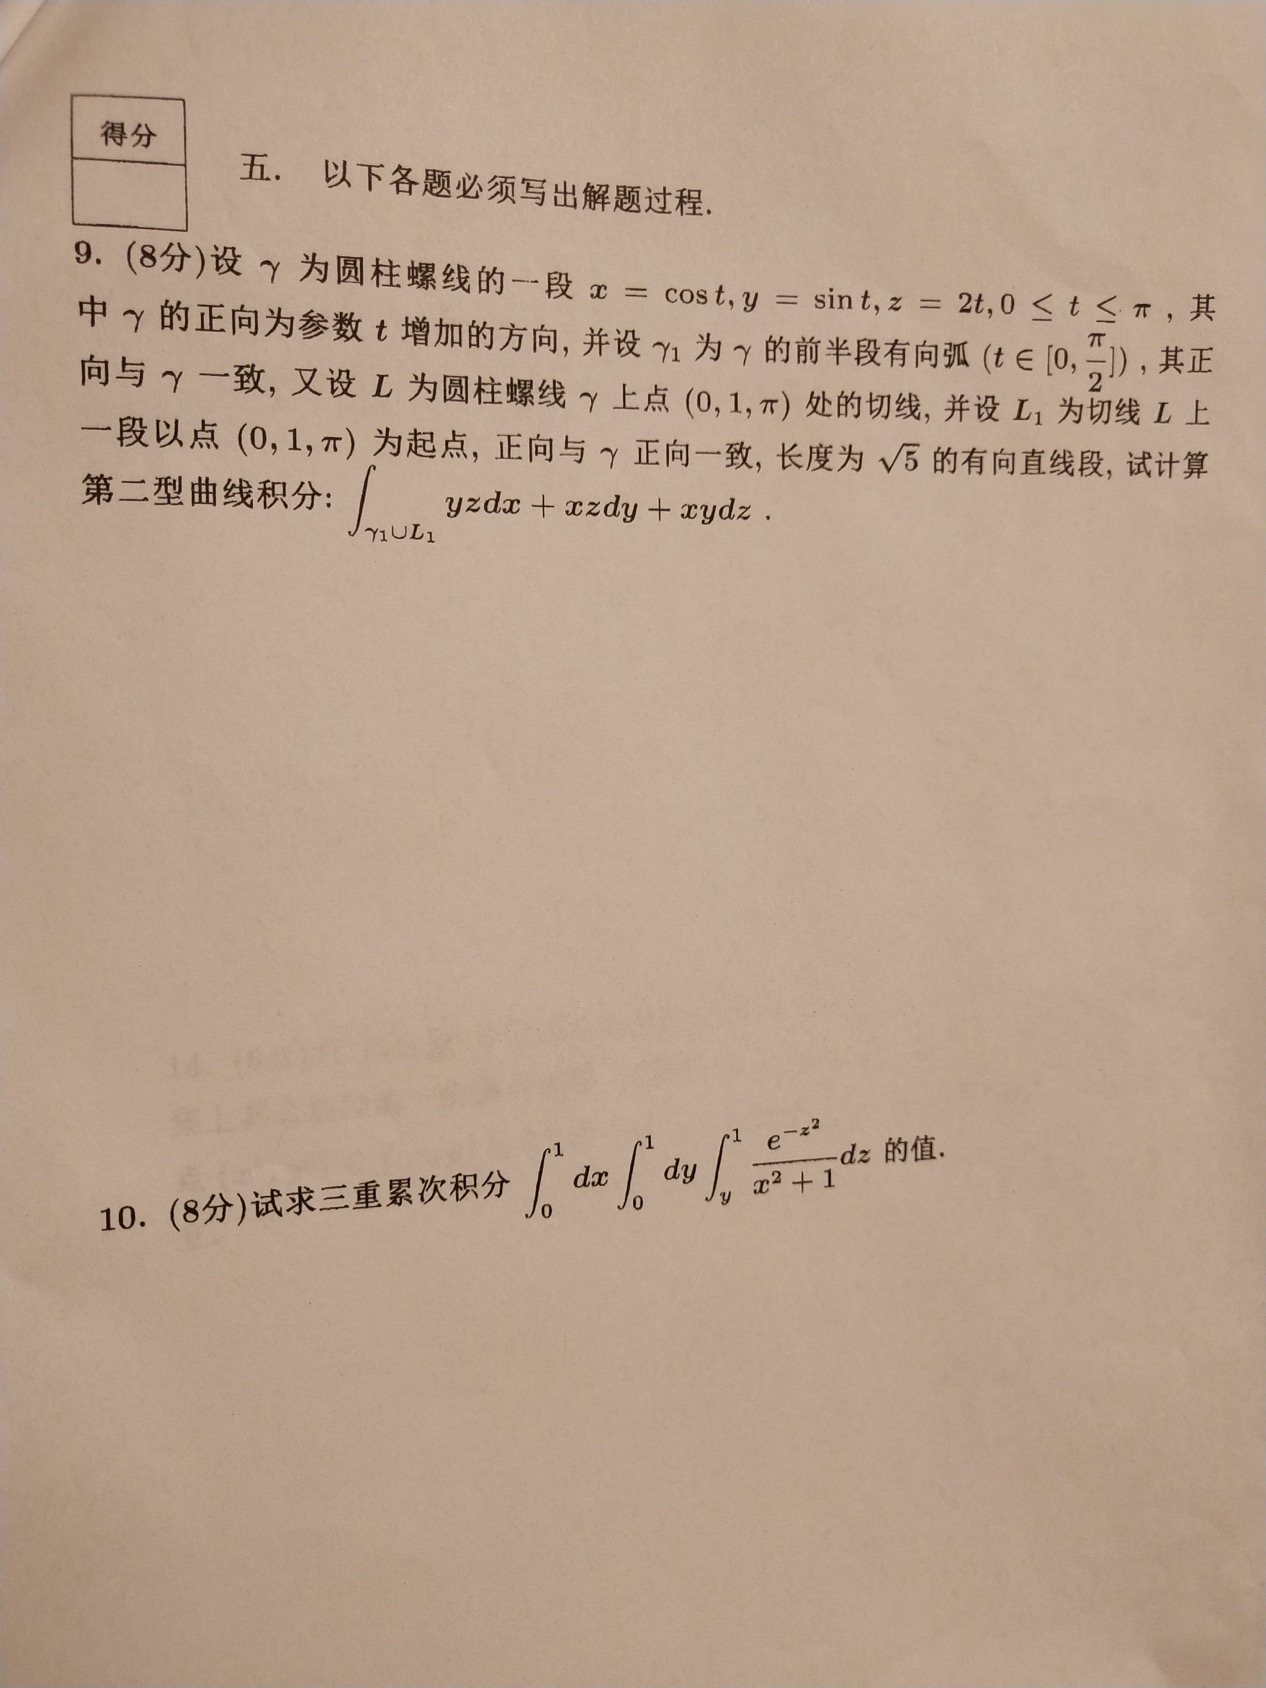 得分
五. 以下各题必须写出解题过程.
9. (8分)设 γ 为圆柱螺线的一段 x = cos t, y = sin t, z = 2t, 0 ≤ t ≤ π , 其
中 γ 的正向为参数 t 增加的方向, 并设 γ₁ 为 γ 的前半段有向弧 (t ∈ [0, π/2]) , 其正
向与 γ 一致, 又设 L 为圆柱螺线 γ 上点 (0, 1, π) 处的切线, 并设 L₁ 为切线 L 上
一段以点 (0, 1, π) 为起点, 正向与 γ 正向一致, 长度为 √5 的有向直线段, 试计算
第二型曲线积分: ∫_{γ₁∪L₁} yzdx + xzdy + xydz .
10. (8分)试求三重累次积分 ∫₀¹ dx ∫₀¹ dy ∫_y^1 e^{-z²}/(x² + 1) dz 的值.